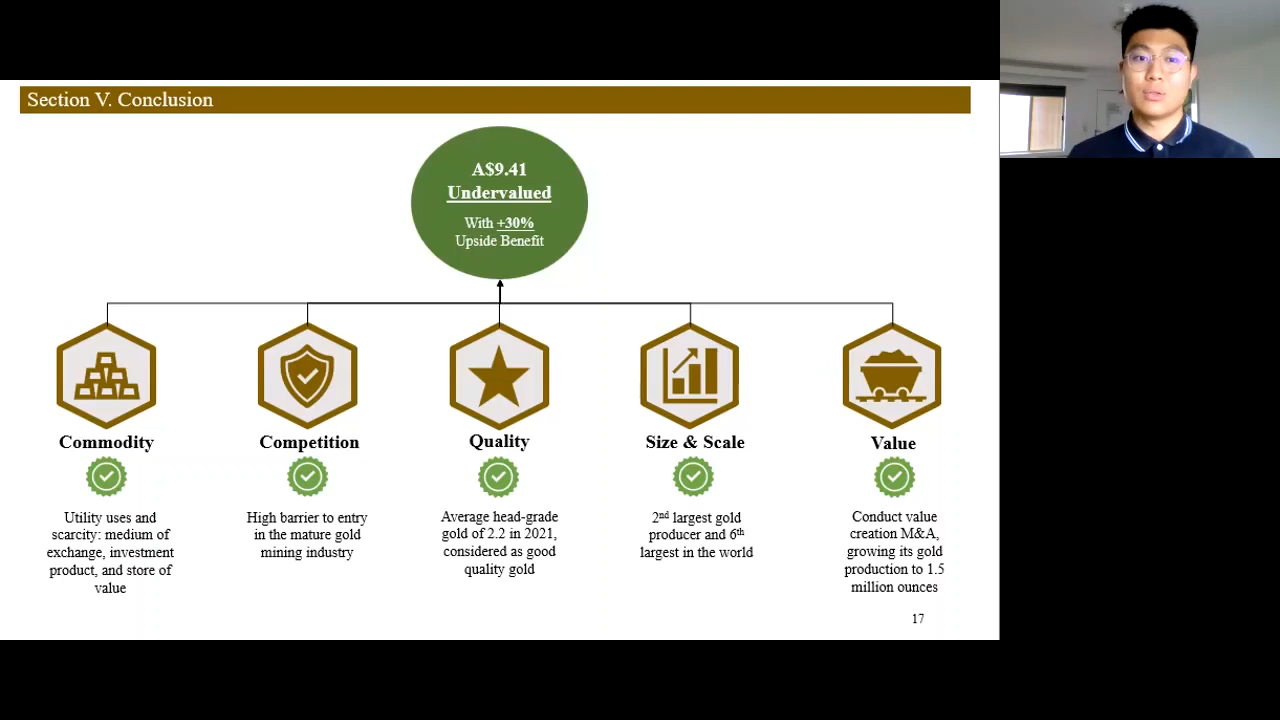 Section V. Conclusion
A$9.41
Undervalued
With +30%
Upside Benefit
Commodity
Utility uses and
scarcity: medium of
exchange, investment
product, and store of
value
Competition
High barrier to entry
in the mature gold
mining industry
Quality
Average head-grade
gold of 2.2 in 2021,
considered as good
quality gold
Size & Scale
2nd largest gold
producer and 6th
largest in the world
Value
Conduct value
creation M&A,
growing its gold
production to 1.5
million ounces
17